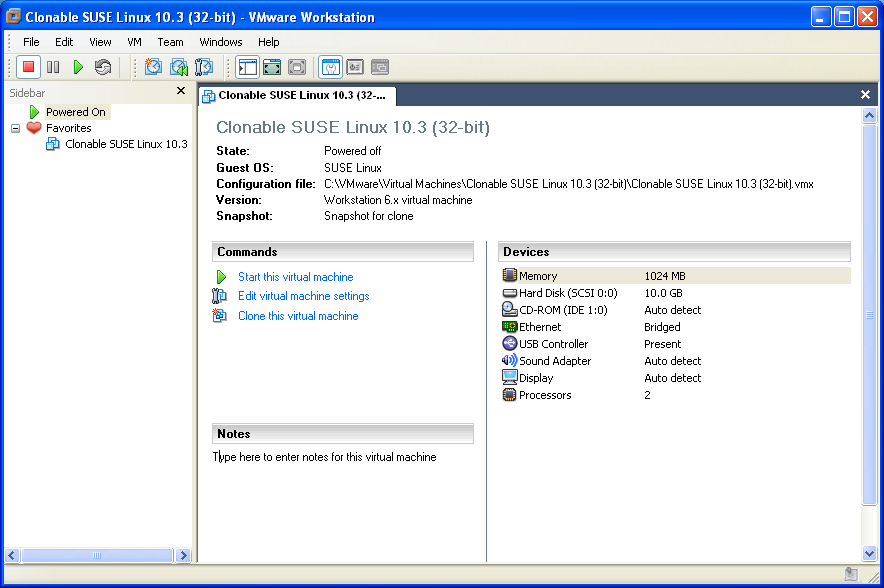 Clonable SUSE Linux 10.3 (32-bit) - VMware Workstation
File Edit View VM Team Windows Help
Sidebar
Powered On
Favorites
Clonable SUSE Linux 10.3
Clonable SUSE Linux 10.3 (32-...
Clonable SUSE Linux 10.3 (32-bit)
State: Powered off
Guest OS: SUSE Linux
Configuration file: C:\VMware\Virtual Machines\Clonable SUSE Linux 10.3 (32-bit)\Clonable SUSE Linux 10.3 (32-bit).vmx
Version: Workstation 6.x virtual machine
Snapshot: Snapshot for clone
Commands
Start this virtual machine
Edit virtual machine settings
Clone this virtual machine
Notes
Type here to enter notes for this virtual machine
Devices
Memory 1024 MB
Hard Disk (SCSI 0:0) 10.0 GB
CD-ROM (IDE 1:0) Auto detect
Ethernet Bridged
USB Controller Present
Sound Adapter Auto detect
Display Auto detect
Processors 2